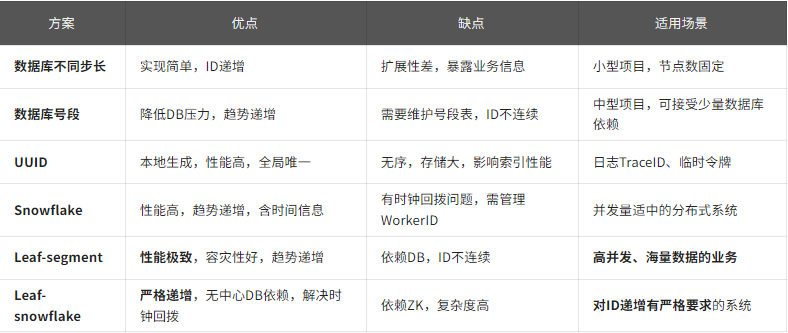 方案 优点 缺点 适用场景
数据库不同步长 实现简单，ID递增 扩展性差，暴露业务信息 小型项目，节点数固定
数据库号段 降低DB压力，趋势递增 需要维护号段表，ID不连续 中型项目，可接受少量数据库
依赖
UUID 本地生成，性能高，全局唯一 无序，存储大，影响索引性能 日志TraceID、临时令牌
Snowflake 性能高，趋势递增，含时间信息 有时钟回拨问题，需管理
WorkerID 并发量适中的分布式系统
Leaf-segment 性能极致，容灾性好，趋势递增 依赖DB，ID不连续 高并发、海量数据的业务
Leaf-
snowflake 严格递增，无中心DB依赖，解决时
钟回拨 依赖ZK，复杂度高 对ID递增有严格要求的系统